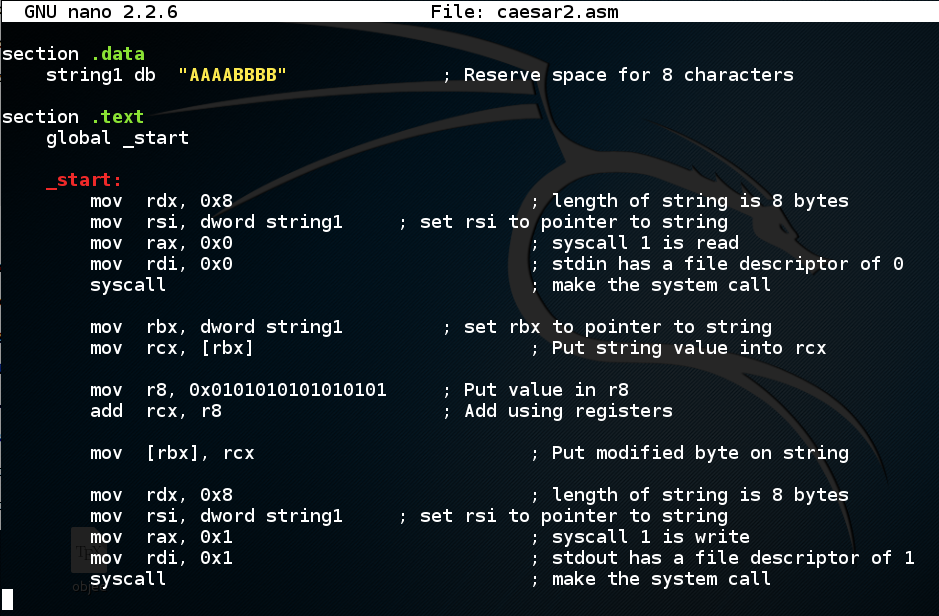 GNU nano 2.2.6 File: caesar2.asm
section .data
string1 db "AAAABBBB" ; Reserve space for 8 characters
section .text
global _start
_start:
mov rdx, 0x8 ; length of string is 8 bytes
mov rsi, dword string1 ; set rsi to pointer to string
mov rax, 0x0 ; syscall 1 is read
mov rdi, 0x0 ; stdin has a file descriptor of 0
syscall ; make the system call
mov rbx, dword string1 ; set rbx to pointer to string
mov rcx, [rbx] ; Put string value into rcx
mov r8, 0x0101010101010101 ; Put value in r8
add rcx, r8 ; Add using registers
mov [rbx], rcx ; Put modified byte on string
mov rdx, 0x8 ; length of string is 8 bytes
mov rsi, dword string1 ; set rsi to pointer to string
mov rax, 0x1 ; syscall 1 is write
mov rdi, 0x1 ; stdout has a file descriptor of 1
syscall ; make the system call